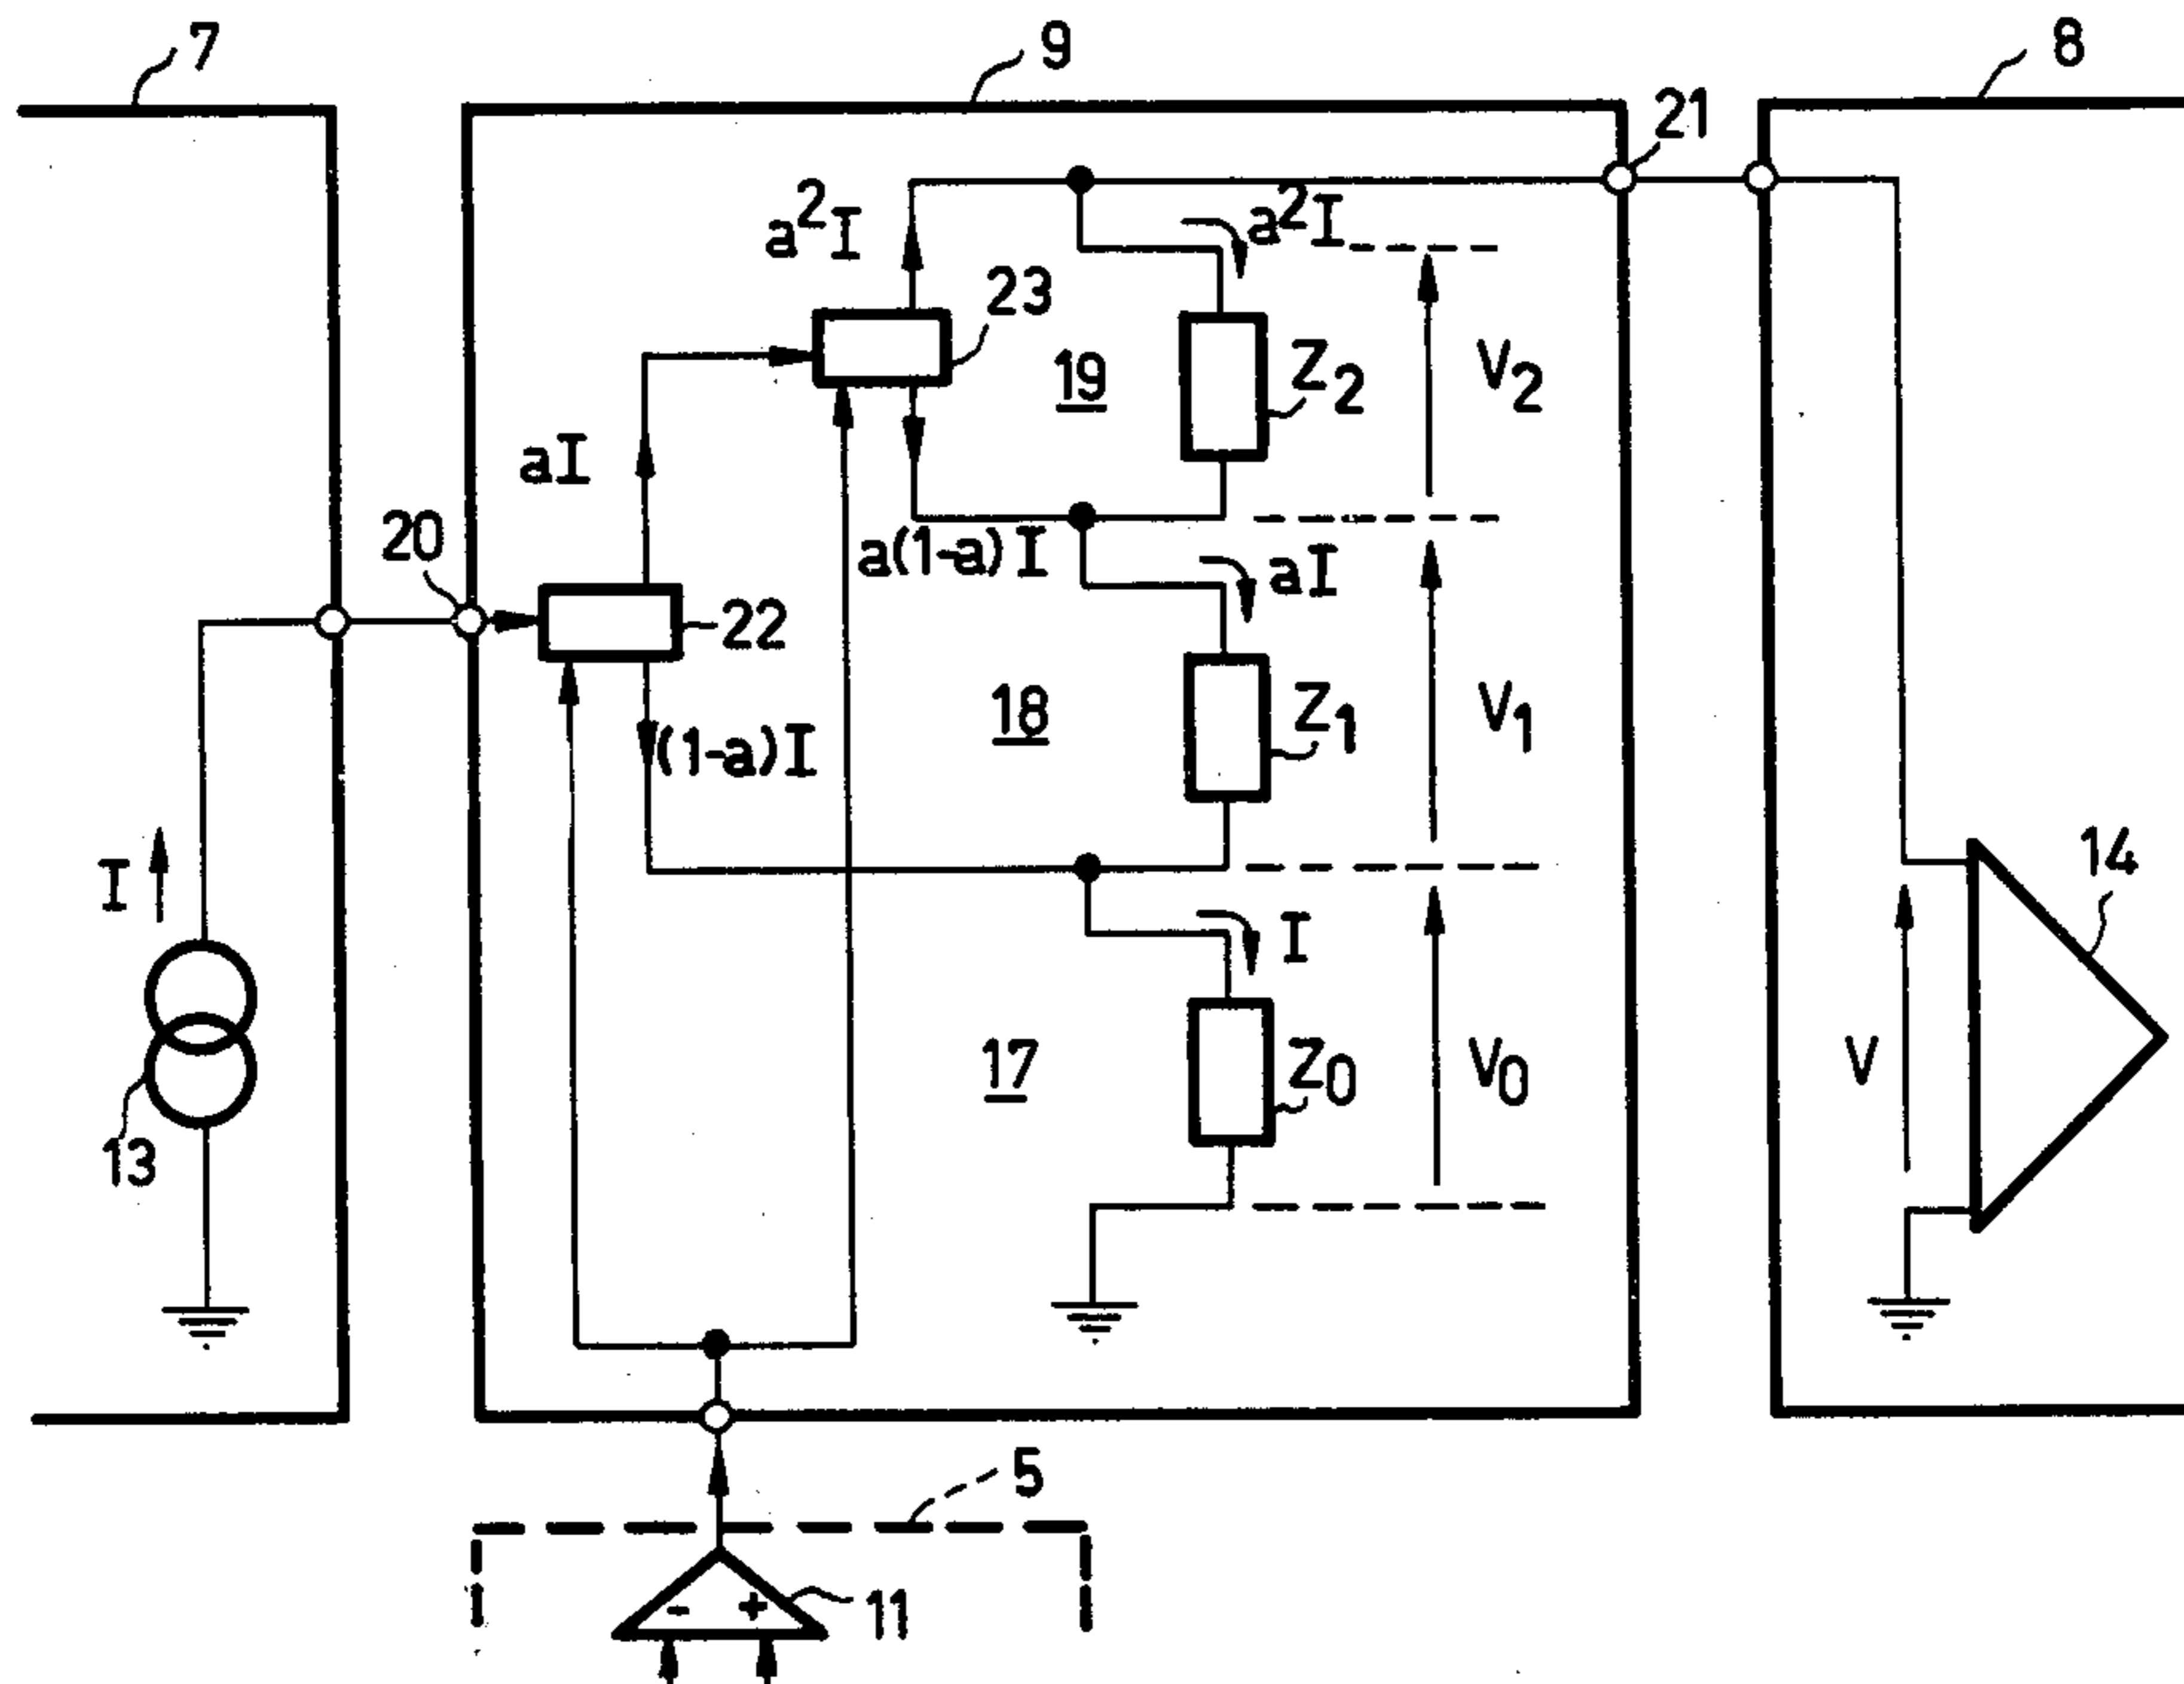 7
9
8
21
a²I
a²I
23
19
Z₂
V₂
aI
20
a(1-a)I
aI
22
18
Z₁
V₁
(1-a)I
I
14
I
17
Z₀
V₀
V
13
5
- +
11